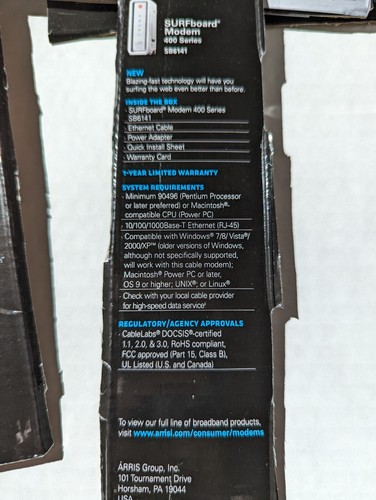 SURFboard®
Modem
400 Series
SB6141
NEW
Blazing-fast technology will have you
surfing the web even better than before.
INSIDE THE BOX
· SURFboard® Modem 400 Series
SB6141
· Ethernet Cable
· Power Adapter
· Quick Install Sheet
· Warranty Card
1-YEAR LIMITED WARRANTY
SYSTEM REQUIREMENTS
· Minimum 90496 (Pentium Processor
or later preferred) or Macintosh®-
compatible CPU (Power PC)
· 10/100/1000Base-T Ethernet (RJ-45)
· Compatible with Windows® 7/8/Vista®/
2000/XP™ (older versions of Windows,
although not specifically supported,
will work with this cable modem);
Macintosh® Power PC or later,
OS 9 or higher; UNIX®; or Linux®
· Check with your local cable provider
for high-speed data service†
REGULATORY/AGENCY APPROVALS
· CableLabs® DOCSIS®-certified
1.1, 2.0, & 3.0, RoHS compliant,
FCC approved (Part 15, Class B),
UL Listed (U.S. and Canada)
To view our full line of broadband products,
visit www.arrisi.com/consumer/modems
ARRIS Group, Inc.
101 Tournament Drive
Horsham, PA 19044
USA